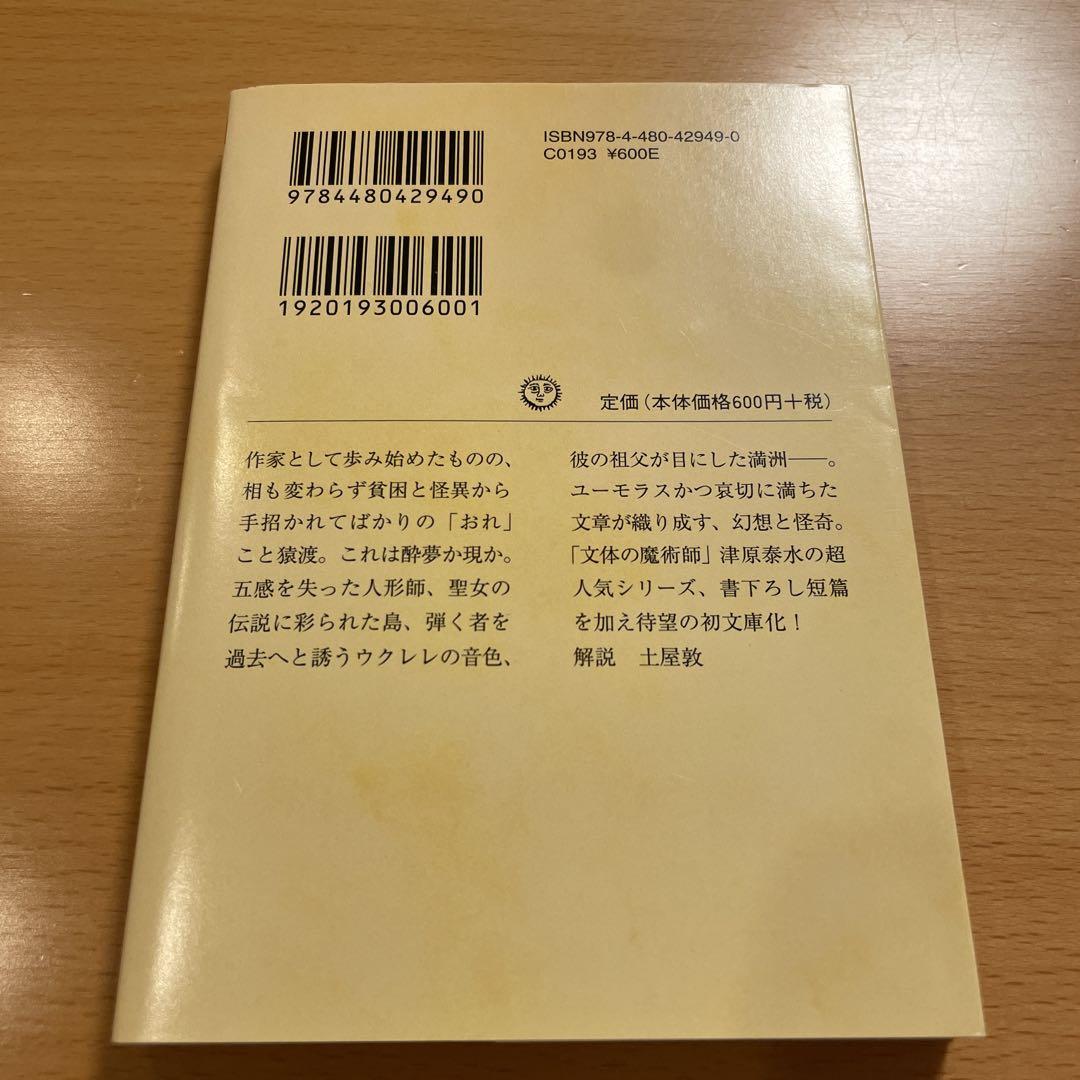 ISBN978-4-480-42949-0
C0193 ¥600E
9784480429490
1920193006001
定価(本体価格600円+税)
作家として歩み始めたものの、
相も変わらず貧困と怪異から
手招かれてばかりの「おれ」
こと猿渡。これは酔夢か現か。
五感を失った人形師、聖女の
伝説に彩られた島、弾く者を
過去へと誘うウクレレの音色、
彼の祖父が目にした満洲――。
ユーモラスかつ哀切に満ちた
文章が織り成す、幻想と怪奇。
「文体の魔術師」津原泰水の超
人気シリーズ、書下ろし短篇
を加え待望の初文庫化!
解説 土屋敦